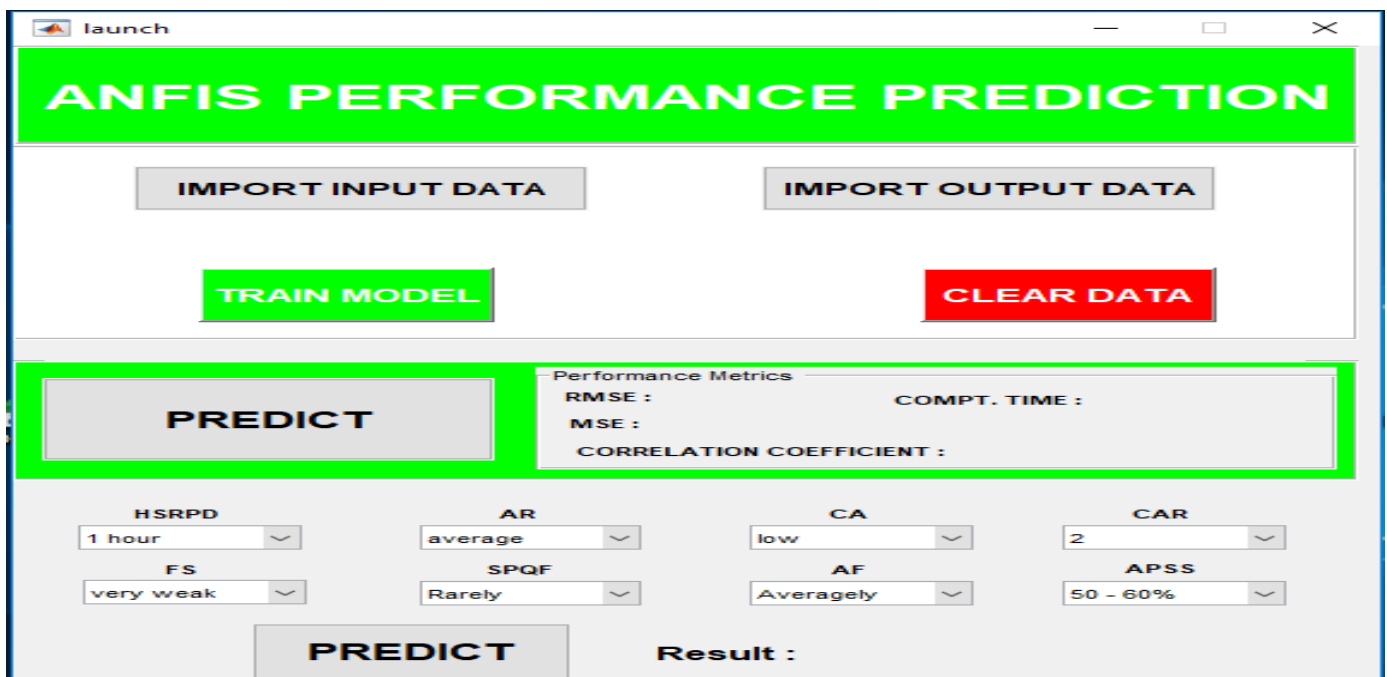 launch
ANFIS PERFORMANCE PREDICTION
IMPORT INPUT DATA
IMPORT OUTPUT DATA
TRAIN MODEL
CLEAR DATA
PREDICT
Performance Metrics
RMSE :
COMPT. TIME :
MSE :
CORRELATION COEFFICIENT :
HSRPD
AR
CA
CAR
1 hour
average
low
2
FS
SPQF
AF
APSS
very weak
Rarely
Averagely
50 - 60%
PREDICT
Result :